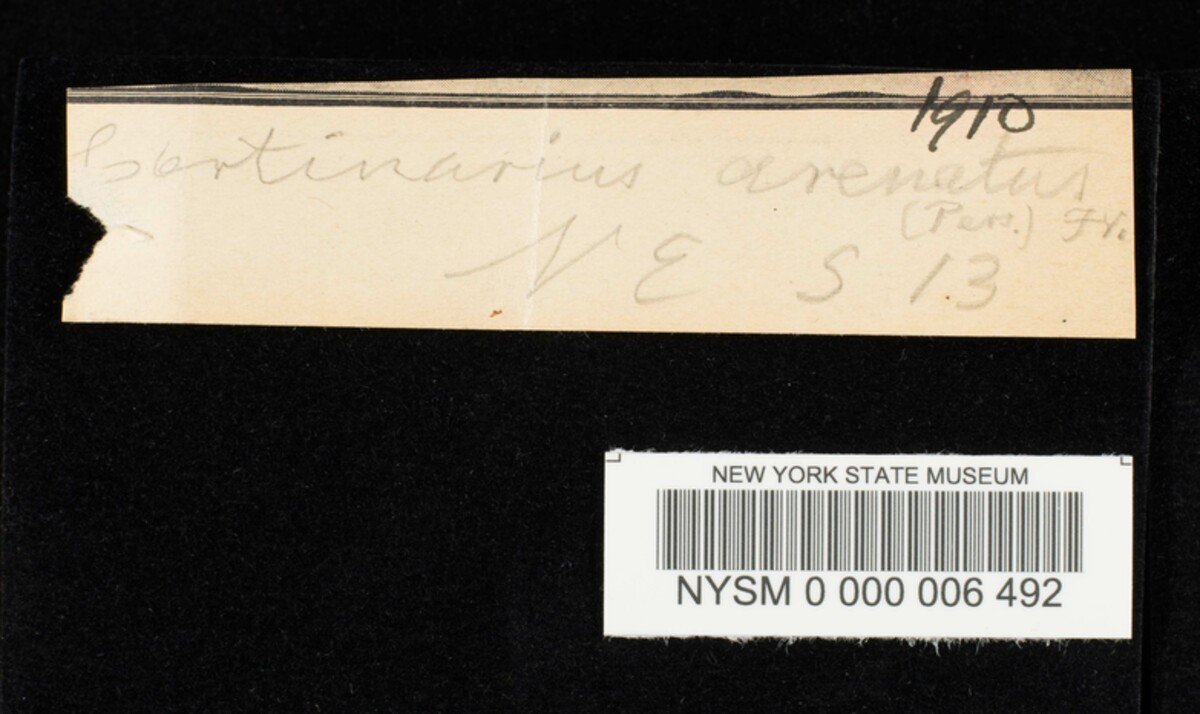 1910
Cortinarius arenatus
(Pers.) Fr.
N E S 13
NEW YORK STATE MUSEUM
NYSM 0 000 006 492